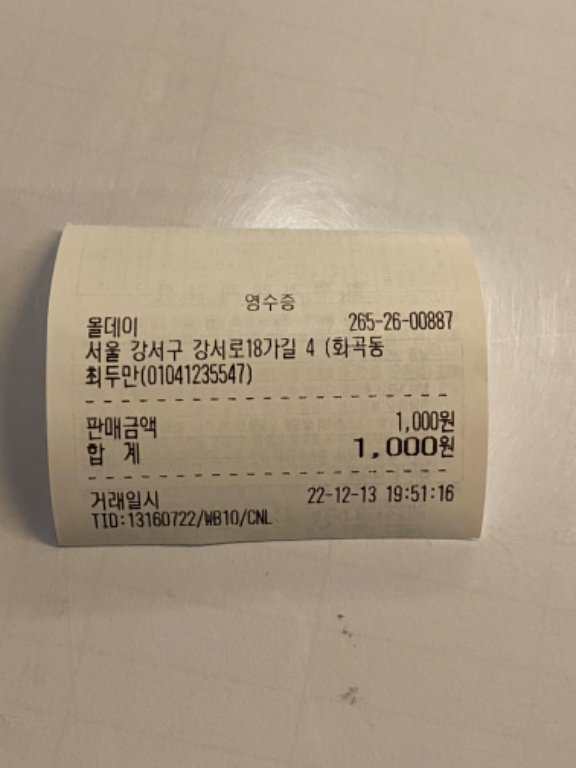 영수증
올데이 265-26-00887
서울 강서구 강서로18가길 4 (화곡동
최두만(01041235547)
판매금액 1,000원
합 계 1,000원
거래일시 22-12-13 19:51:16
TID:13160722/WB10/CNL